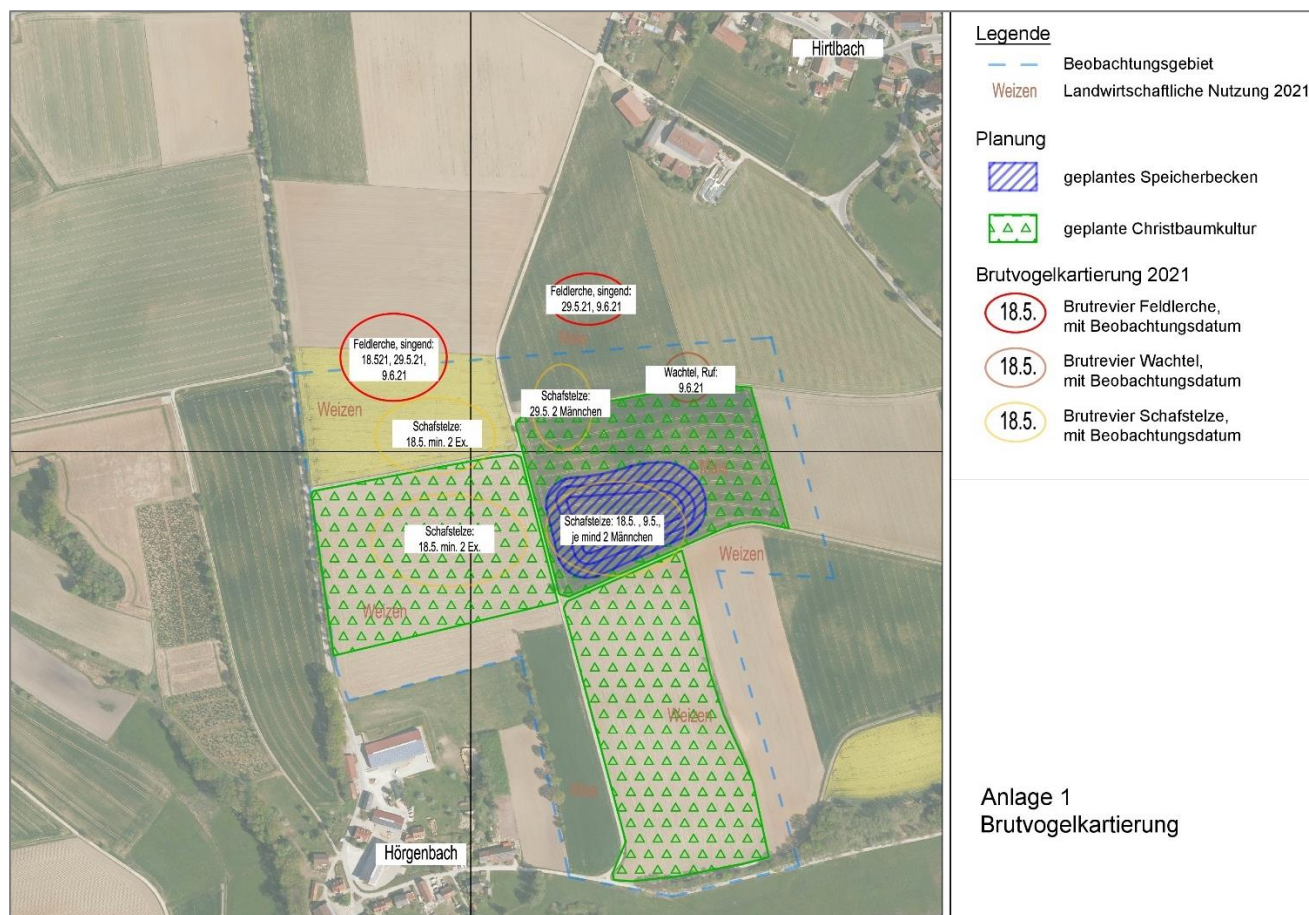 Hirtlbach
Feldlerche, singend:
29.5.21, 9.6.21
Mais
Feldlerche, singend:
18.521, 29.5.21,
9.6.21
Wachtel, Ruf:
9.6.21
Weizen
Schafstelze:
29.5. 2 Männchen
Schafstelze:
18.5. min. 2 Ex.
Mais
Schafstelze:
18.5. min. 2 Ex.
Schafstelze: 18.5. , 9.5.,
je mind 2 Männchen
Weizen
Weizen
Weizen
Mais
Hörgenbach
Legende
Beobachtungsgebiet
Weizen Landwirtschaftliche Nutzung 2021
Planung
geplantes Speicherbecken
geplante Christbaumkultur
Brutvogelkartierung 2021
18.5. Brutrevier Feldlerche,
mit Beobachtungsdatum
18.5. Brutrevier Wachtel,
mit Beobachtungsdatum
18.5. Brutrevier Schafstelze,
mit Beobachtungsdatum
Anlage 1
Brutvogelkartierung